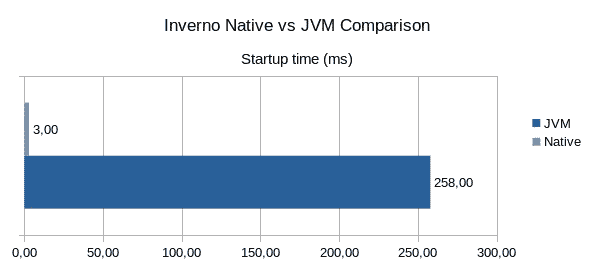 Inverno Native vs JVM Comparison
Startup time (ms)
3,00
258,00
JVM
Native
0,00 50,00 100,00 150,00 200,00 250,00 300,00